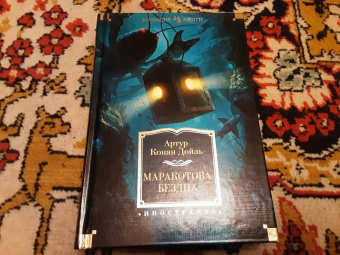 Артур
Конан Дойль
МАРАКОТОВА
БЕЗДНА
ИНОСТРАНКА